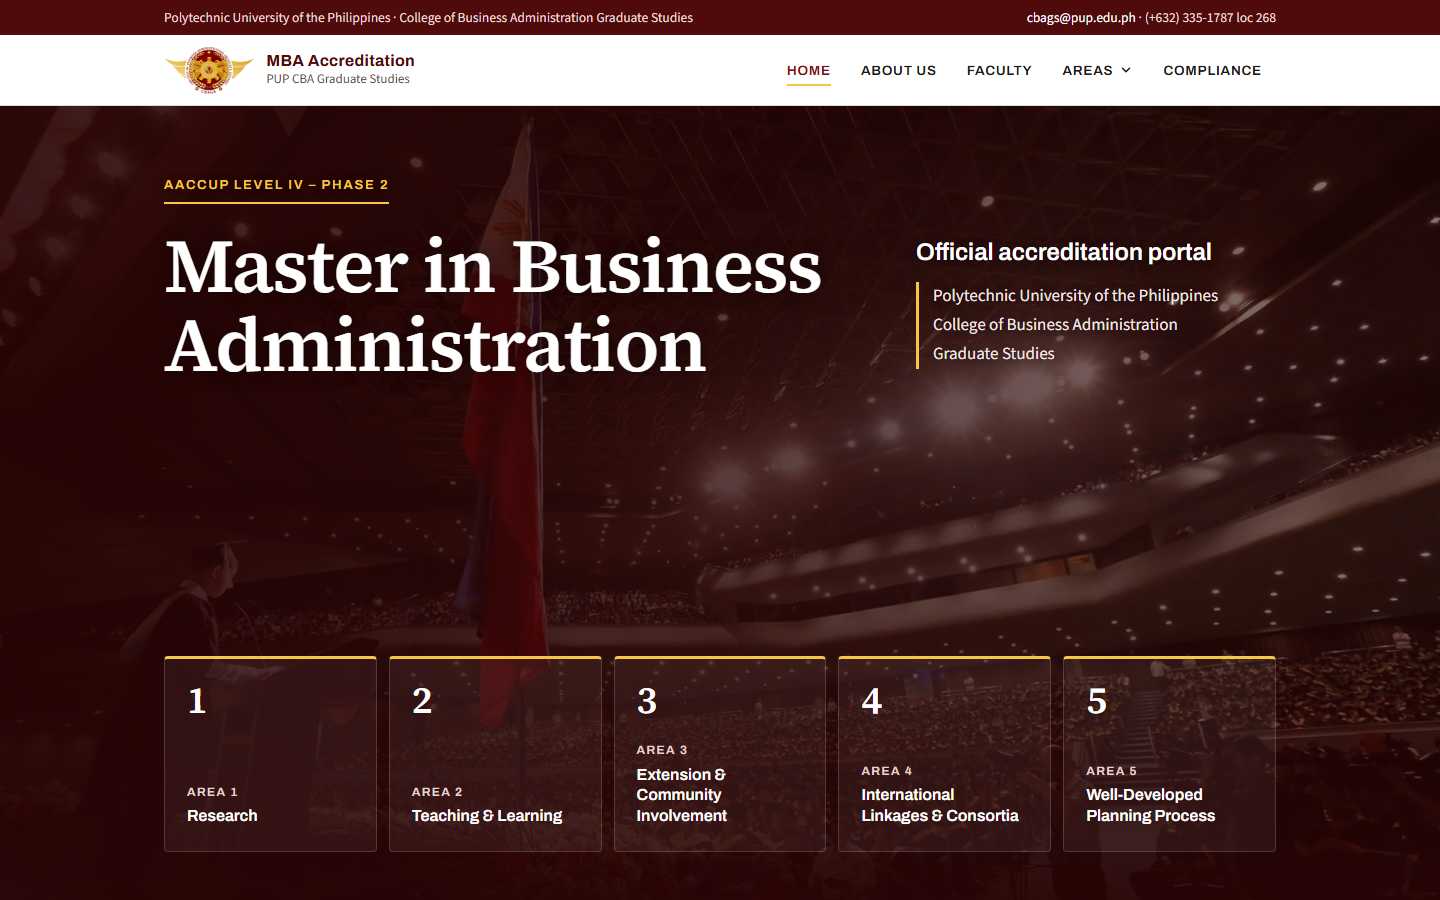 Polytechnic University of the Philippines · College of Business Administration Graduate Studies
cbags@pup.edu.ph · (+632) 335-1787 loc 268
MBA Accreditation
PUP CBA Graduate Studies
HOME
ABOUT US
FACULTY
AREAS
COMPLIANCE
AACCUP LEVEL IV – PHASE 2
Master in Business
Administration
Official accreditation portal
Polytechnic University of the Philippines
College of Business Administration
Graduate Studies
1
AREA 1
Research
2
AREA 2
Teaching & Learning
3
AREA 3
Extension &
Community
Involvement
4
AREA 4
International
Linkages & Consortia
5
AREA 5
Well-Developed
Planning Process